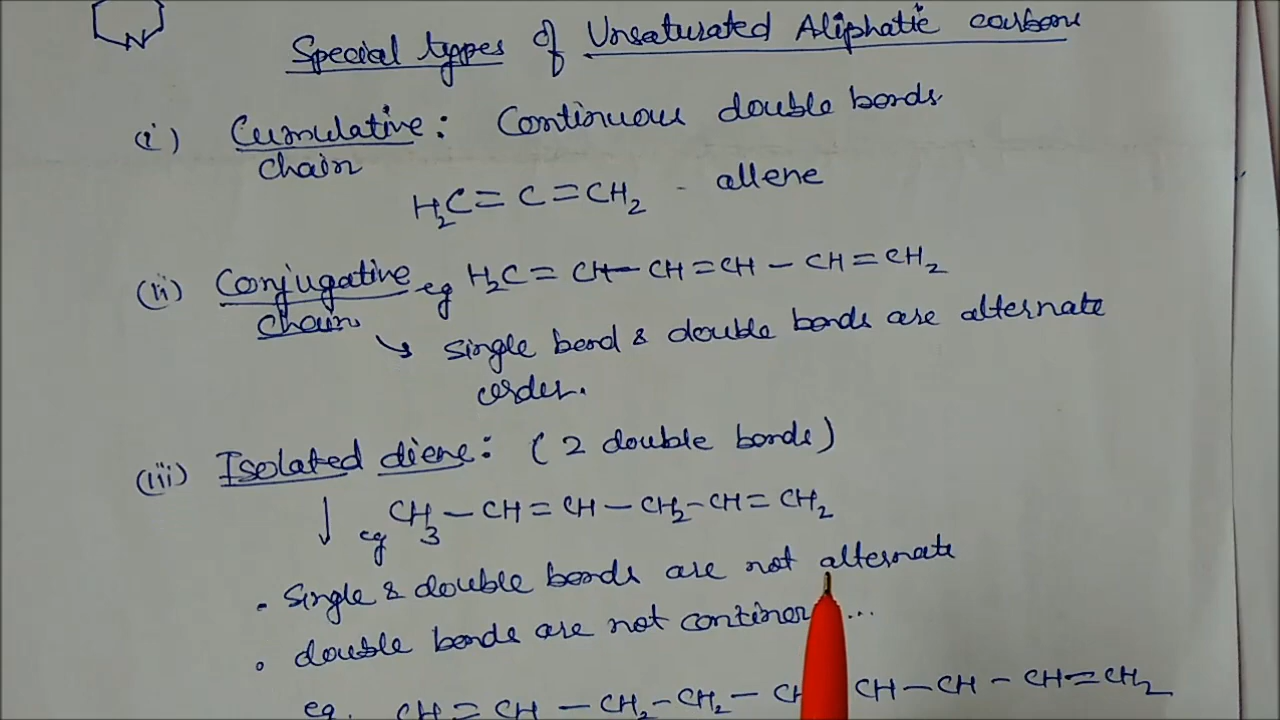 N
Special types of Unsaturated Aliphatic carbons
(i) Cumulative: Continuous double bonds
chain
H2C=C=CH2 - allene
(ii) Conjugative eg H2C=CH-CH=CH-CH=CH2
chain
single bond & double bonds are alternate
order.
(iii) Isolated diene: (2 double bonds)
eg CH3-CH=CH-CH2-CH=CH2
• Single & double bonds are not alternate
• double bonds are not ...
eg. CH=CH-CH2-CH2- CH-CH-CH=CH2